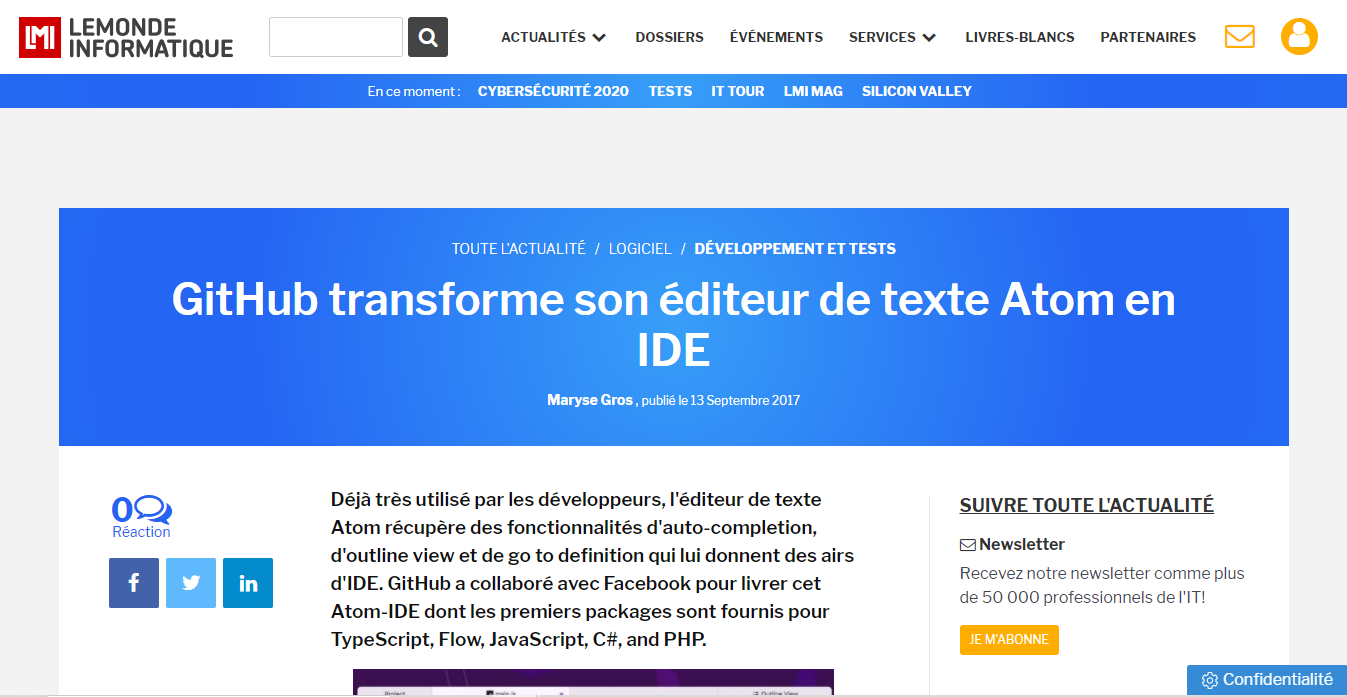 LMI LEMONDE
INFORMATIQUE
ACTUALITÉS DOSSIERS ÉVÉNEMENTS SERVICES LIVRES-BLANCS PARTENAIRES
En ce moment : CYBERSÉCURITÉ 2020 TESTS IT TOUR LMI MAG SILICON VALLEY
TOUTE L'ACTUALITÉ / LOGICIEL / DÉVELOPPEMENT ET TESTS
GitHub transforme son éditeur de texte Atom en
IDE
Maryse Gros , publié le 13 Septembre 2017
0
Réaction
f
in
Déjà très utilisé par les développeurs, l'éditeur de texte
Atom récupère des fonctionnalités d'auto-completion,
d'outline view et de go to definition qui lui donnent des airs
d'IDE. GitHub a collaboré avec Facebook pour livrer cet
Atom-IDE dont les premiers packages sont fournis pour
TypeScript, Flow, JavaScript, C#, and PHP.
Project main.js Outline View
SUIVRE TOUTE L'ACTUALITÉ
Newsletter
Recevez notre newsletter comme plus
de 50 000 professionnels de l'IT!
JE M'ABONNE
Confidentialité